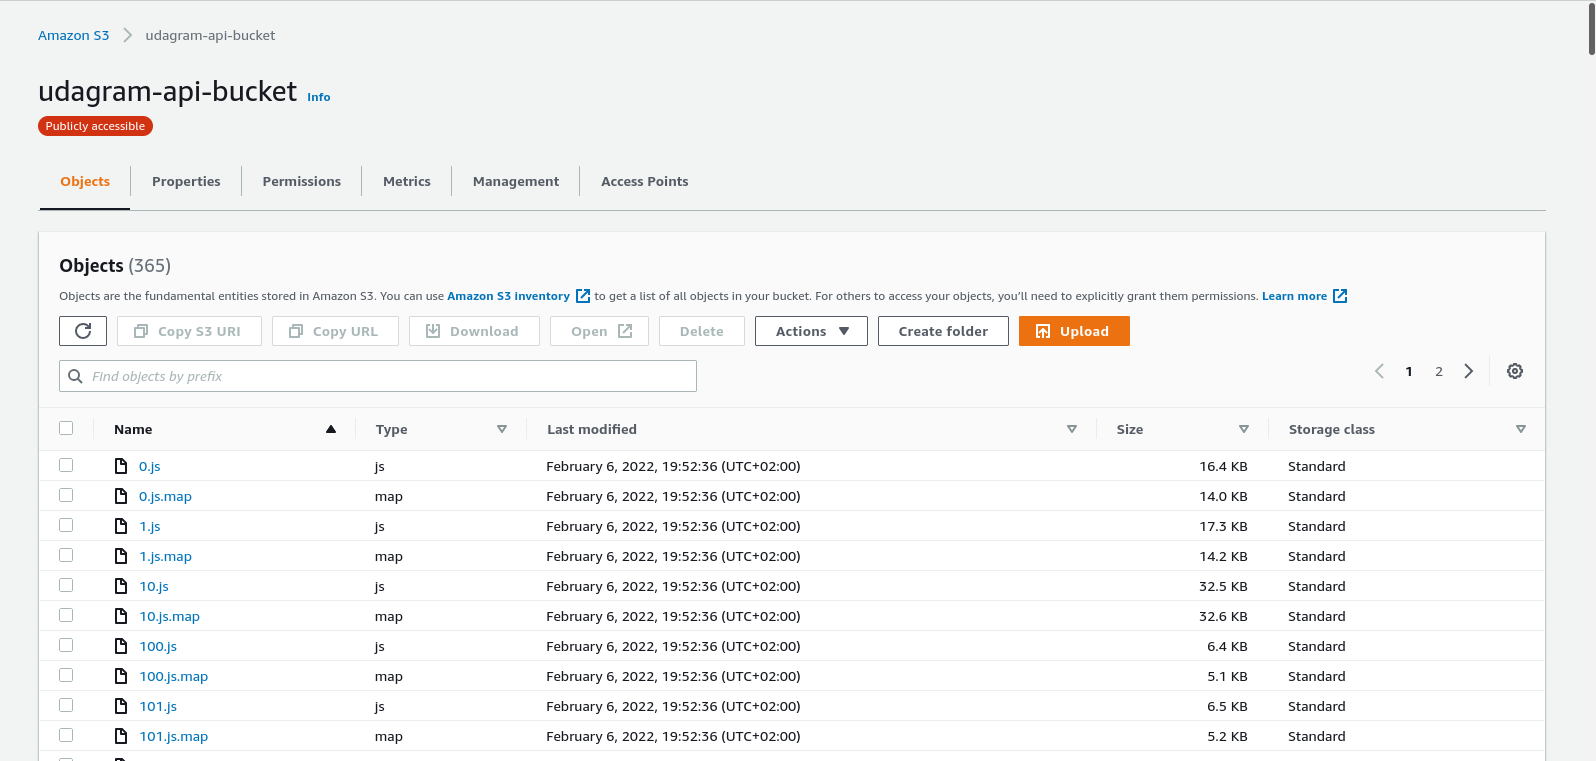 Amazon S3 udagram-api-bucket
udagram-api-bucket Info
Publicly accessible
Objects Properties Permissions Metrics Management Access Points
Objects (365)
Objects are the fundamental entities stored in Amazon S3. You can use Amazon S3 inventory to get a list of all objects in your bucket. For others to access your objects, you'll need to explicitly grant them permissions. Learn more
Copy S3 URI Copy URL Download Open Delete Actions Create folder Upload
Find objects by prefix 1 2
Name Type Last modified Size Storage class
0.js js February 6, 2022, 19:52:36 (UTC+02:00) 16.4 KB Standard
0.js.map map February 6, 2022, 19:52:36 (UTC+02:00) 14.0 KB Standard
1.js js February 6, 2022, 19:52:36 (UTC+02:00) 17.3 KB Standard
1.js.map map February 6, 2022, 19:52:36 (UTC+02:00) 14.2 KB Standard
10.js js February 6, 2022, 19:52:36 (UTC+02:00) 32.5 KB Standard
10.js.map map February 6, 2022, 19:52:36 (UTC+02:00) 32.6 KB Standard
100.js js February 6, 2022, 19:52:36 (UTC+02:00) 6.4 KB Standard
100.js.map map February 6, 2022, 19:52:36 (UTC+02:00) 5.1 KB Standard
101.js js February 6, 2022, 19:52:36 (UTC+02:00) 6.5 KB Standard
101.js.map map February 6, 2022, 19:52:36 (UTC+02:00) 5.2 KB Standard